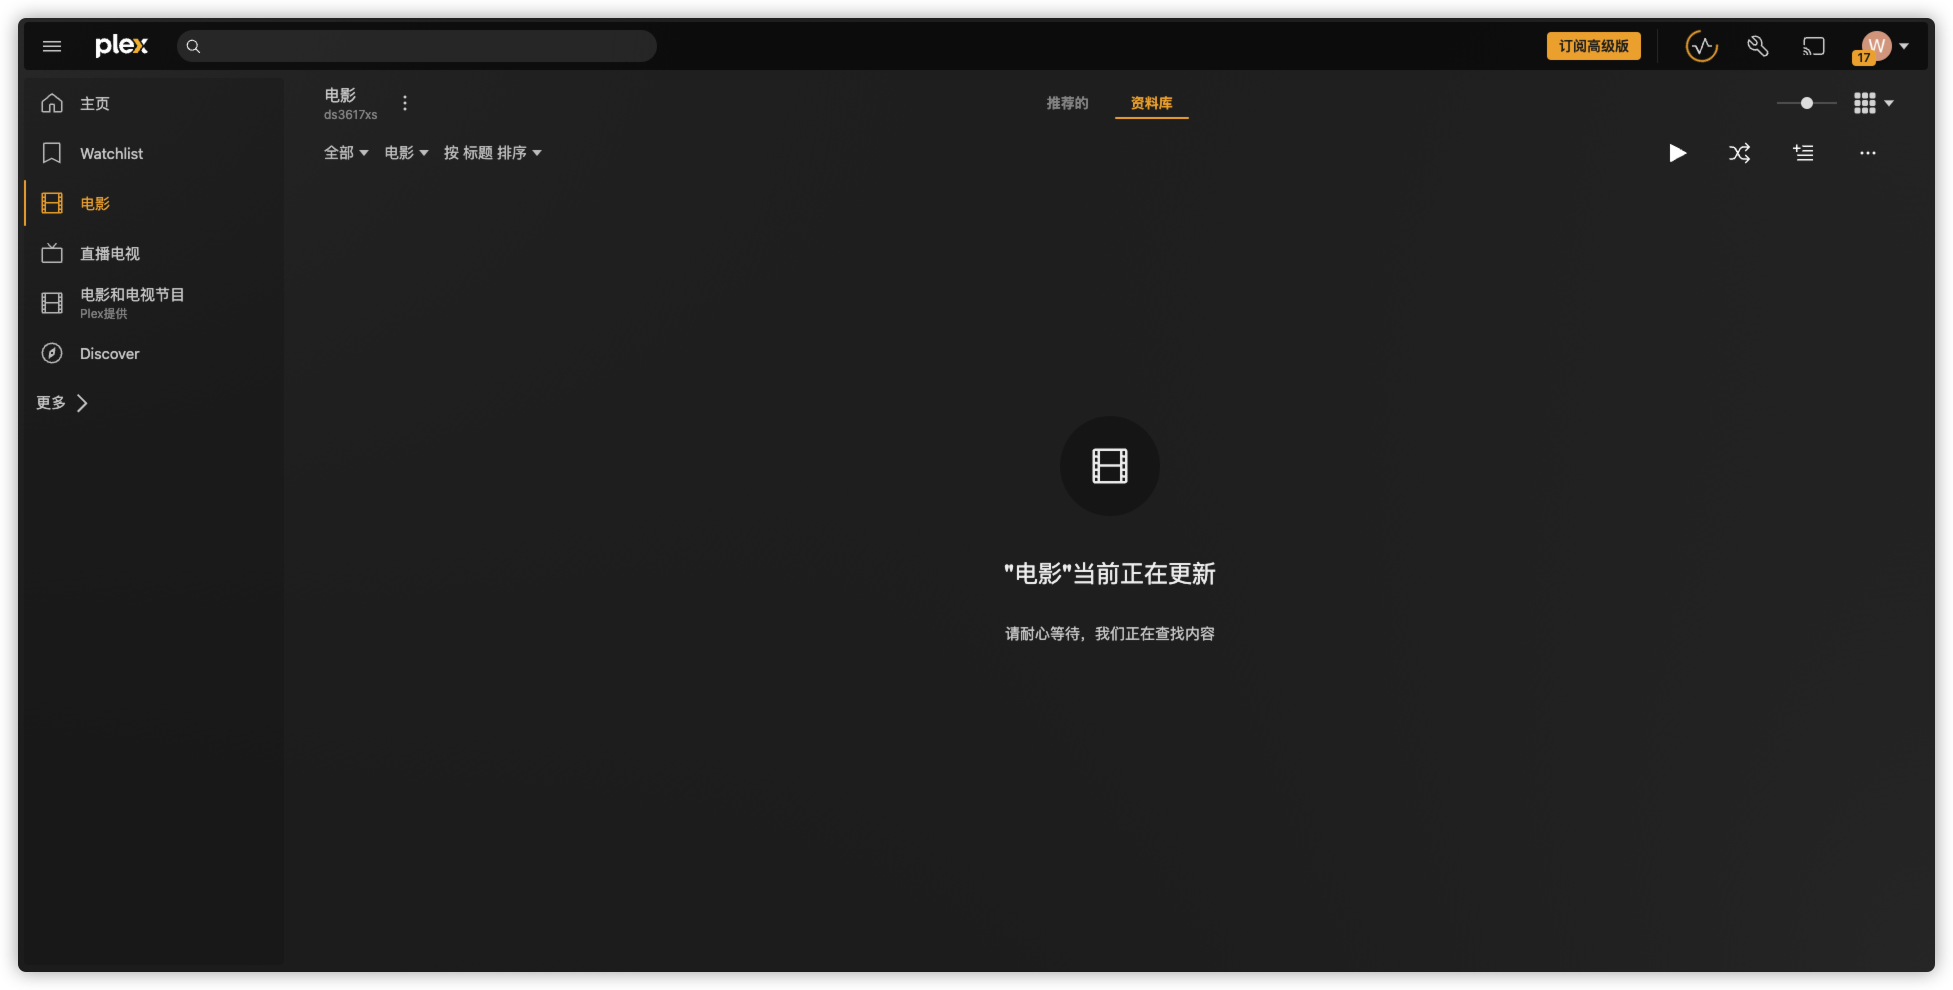 plex
订阅高级版
W
17
主页
Watchlist
电影
直播电视
电影和电视节目
Plex提供
Discover
更多
电影
ds3617xs
推荐的
资料库
全部
电影
按 标题 排序
"电影"当前正在更新
请耐心等待，我们正在查找内容